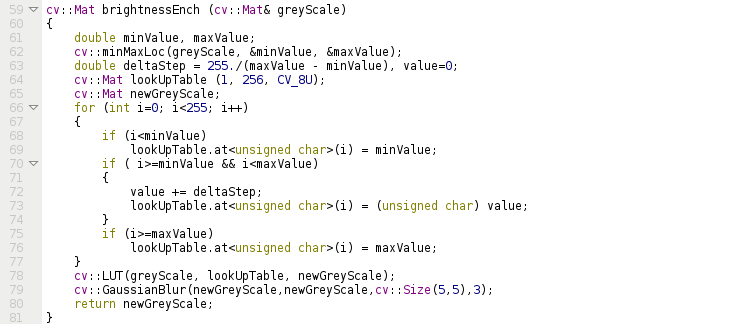 59 cv::Mat brightnessEnch (cv::Mat& greyScale)
60 {
61     double minValue, maxValue;
62     cv::minMaxLoc(greyScale, &minValue, &maxValue);
63     double deltaStep = 255./(maxValue - minValue), value=0;
64     cv::Mat lookUpTable (1, 256, CV_8U);
65     cv::Mat newGreyScale;
66     for (int i=0; i<255; i++)
67     {
68         if (i<minValue)
69             lookUpTable.at<unsigned char>(i) = minValue;
70         if ( i>=minValue && i<maxValue)
71         {
72             value += deltaStep;
73             lookUpTable.at<unsigned char>(i) = (unsigned char) value;
74         }
75         if (i>=maxValue)
76             lookUpTable.at<unsigned char>(i) = maxValue;
77     }
78     cv::LUT(greyScale, lookUpTable, newGreyScale);
79     cv::GaussianBlur(newGreyScale,newGreyScale,cv::Size(5,5),3);
80     return newGreyScale;
81 }